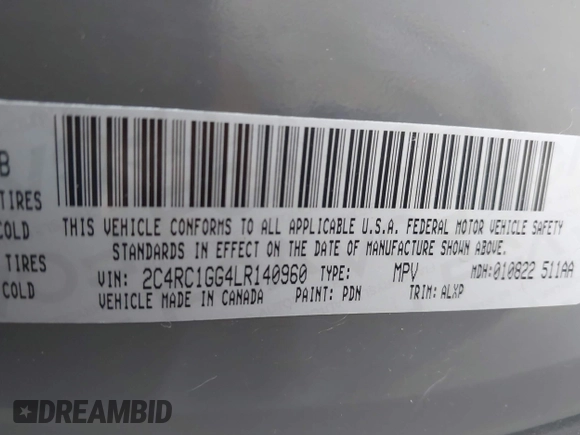 B
TIRES
COLD
COLD
THIS VEHICLE CONFORMS TO ALL APPLICABLE U.S.A. FEDERAL MOTOR VEHICLE SAFETY
STANDARDS IN EFFECT ON THE DATE OF MANUFACTURE SHOWN ABOVE.
VIN: 2C4RC1GG4LR140960 TYPE: MPV MDH: 010822 511AA
VEHICLE MADE IN CANADA PAINT: PDN TRIM: ALXP
DREAMBID